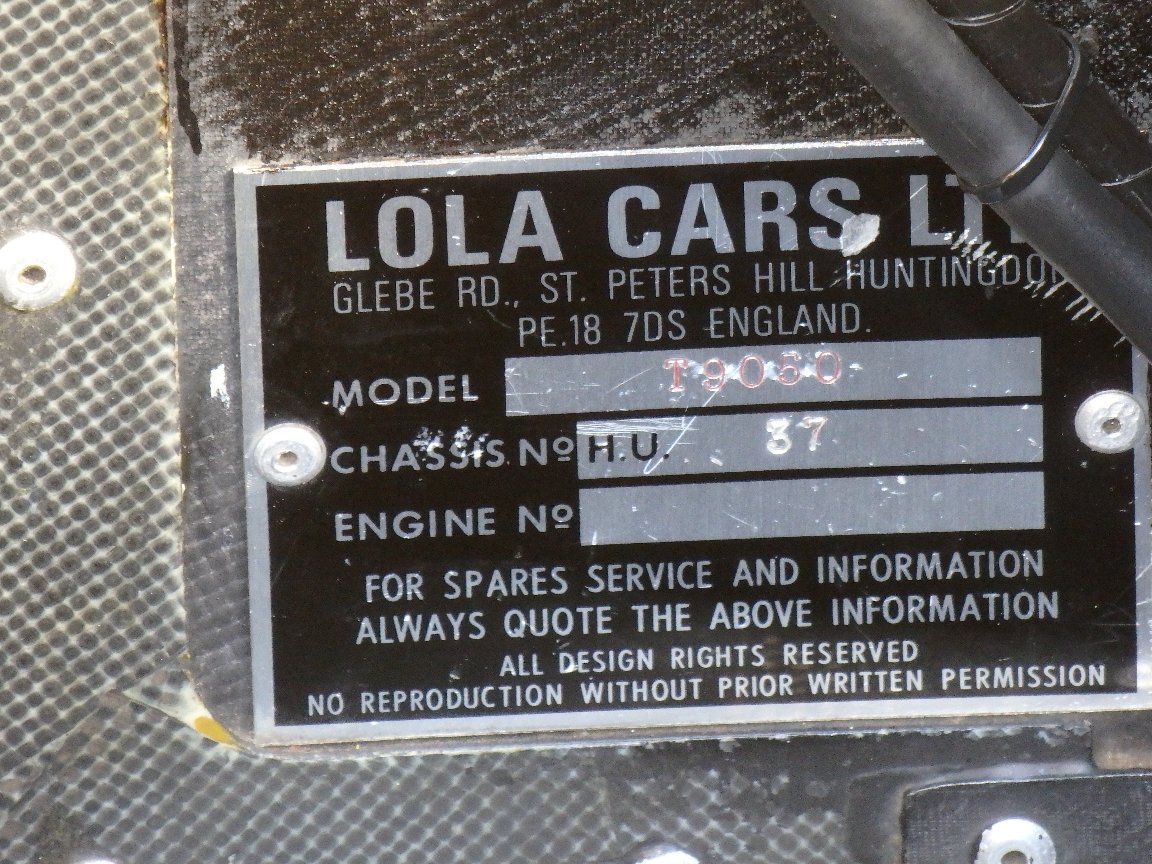 LOLA CARS LT
GLEBE RD., ST. PETERS HILL HUNTINGDON
PE.18 7DS ENGLAND.
MODEL T9060
CHASSIS Nº H.U. 37
ENGINE Nº
FOR SPARES SERVICE AND INFORMATION
ALWAYS QUOTE THE ABOVE INFORMATION
ALL DESIGN RIGHTS RESERVED
NO REPRODUCTION WITHOUT PRIOR WRITTEN PERMISSION